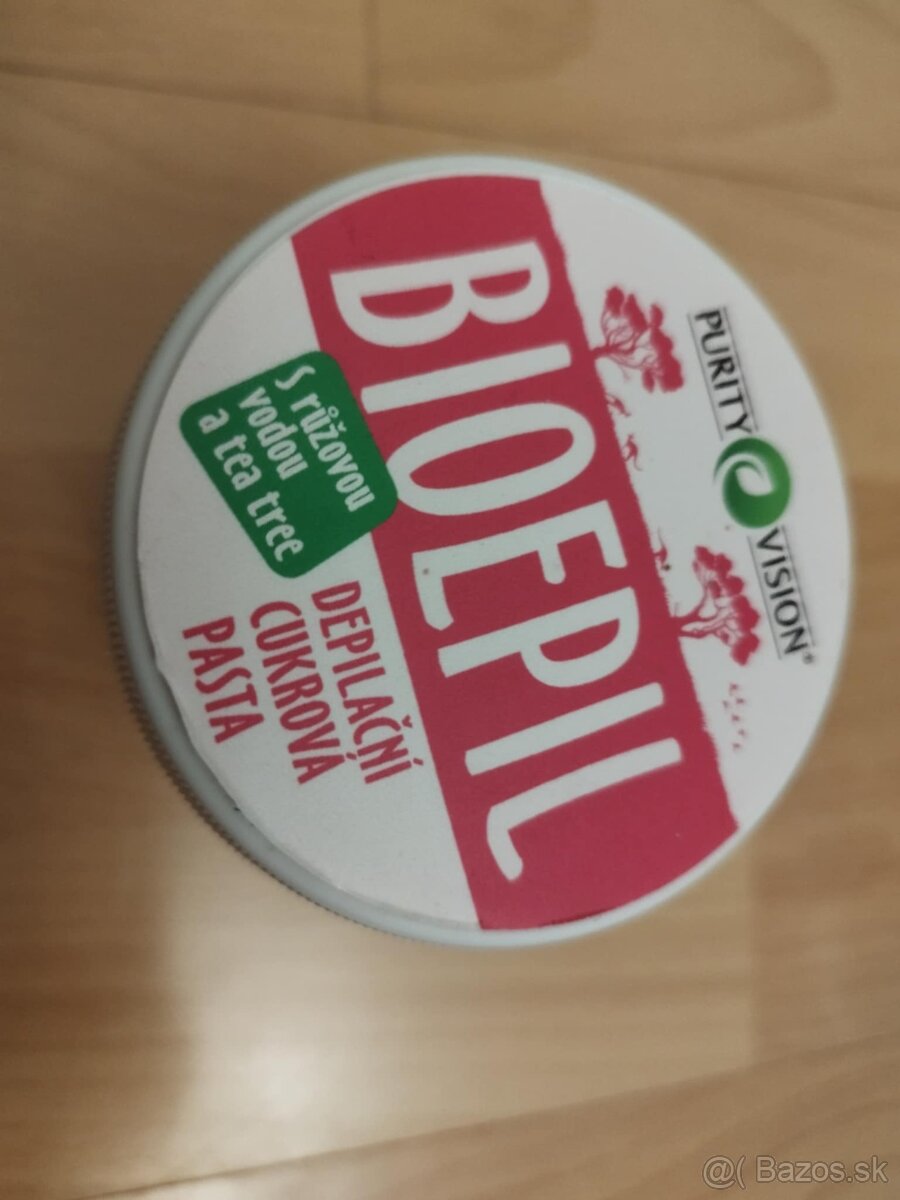 PURITY VISION®
BIOEPIL
S růžovou
vodou
a tea tree
DEPILAČNÍ
CUKROVÁ
PASTA
@( Bazos.sk